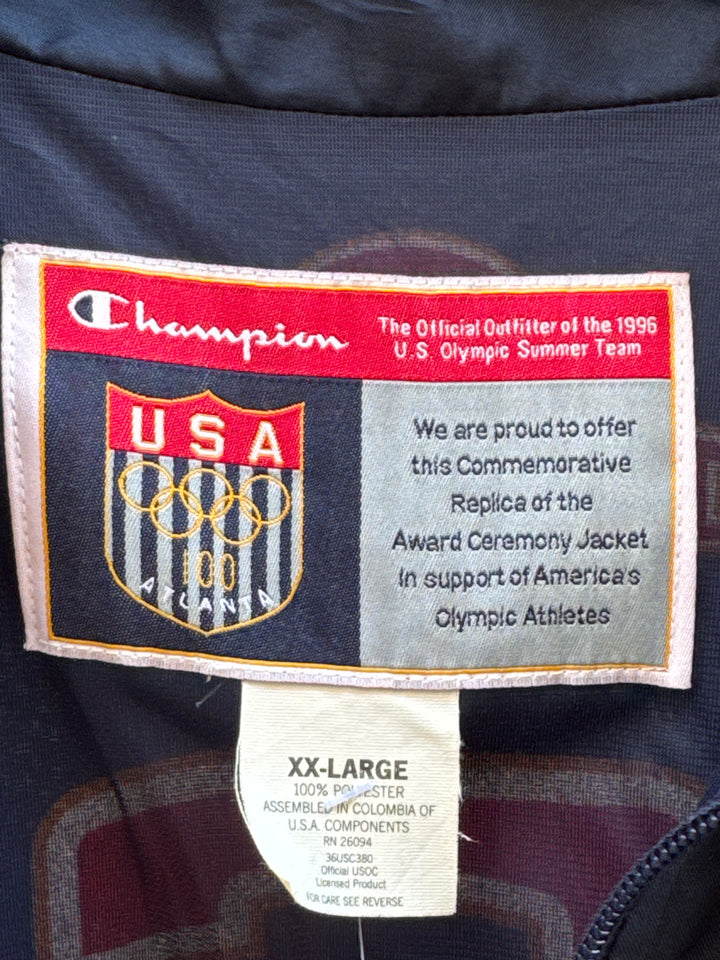 Champion
The Official Outfitter of the 1996
U.S. Olympic Summer Team
USA
100
ATLANTA
We are proud to offer
this Commemorative
Replica of the
Award Ceremony Jacket
in support of America's
Olympic Athletes
XX-LARGE
100% POLYESTER
ASSEMBLED IN COLOMBIA OF
U.S.A. COMPONENTS
RN 26094
36USC380
Official USOC
Licensed Product
FOR CARE SEE REVERSE